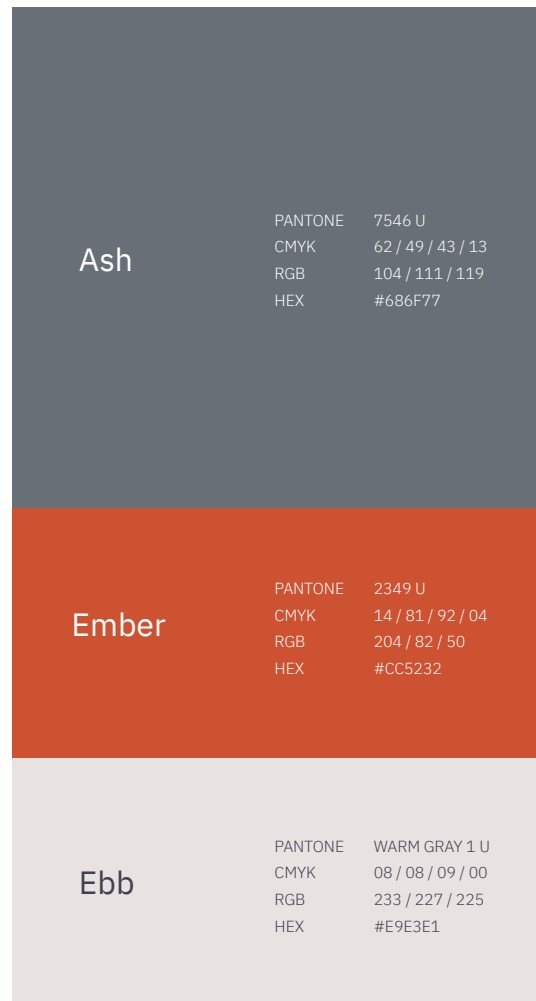 Ash
PANTONE 7546 U
CMYK 62 / 49 / 43 / 13
RGB 104 / 111 / 119
HEX #686F77
Ember
PANTONE 2349 U
CMYK 14 / 81 / 92 / 04
RGB 204 / 82 / 50
HEX #CC5232
Ebb
PANTONE WARM GRAY 1 U
CMYK 08 / 08 / 09 / 00
RGB 233 / 227 / 225
HEX #E9E3E1